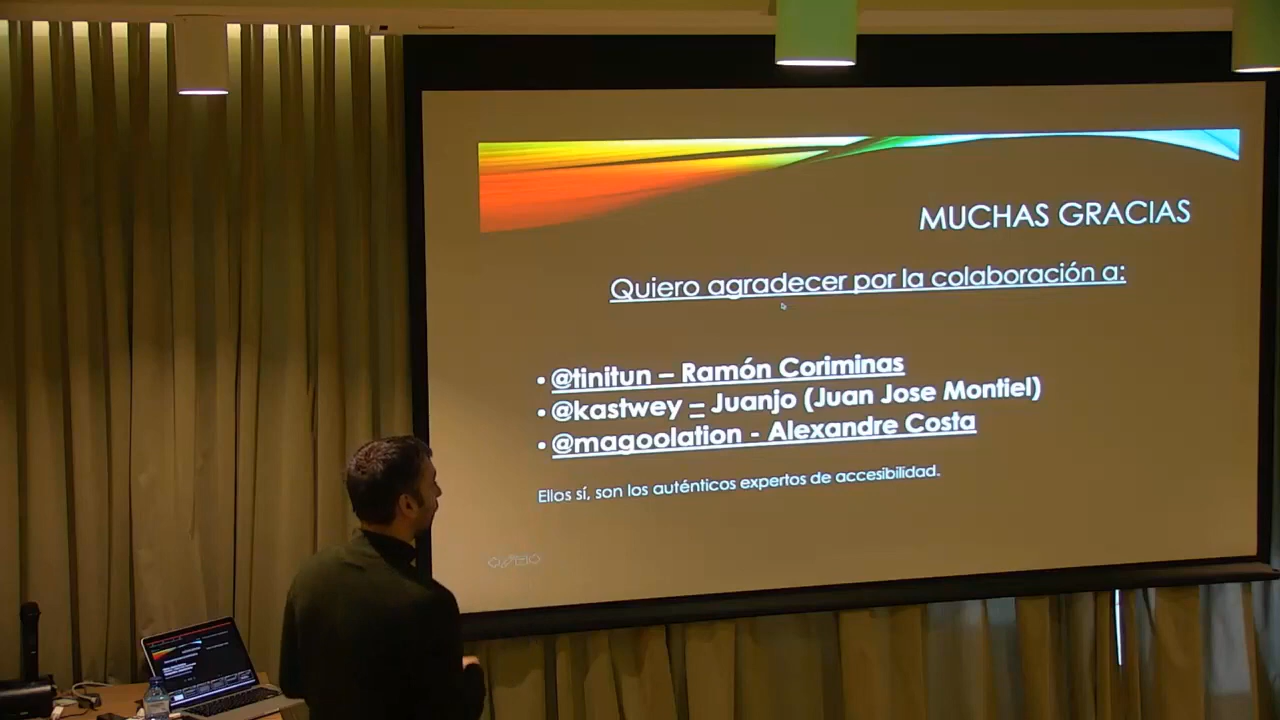 MUCHAS GRACIAS
Quiero agradecer por la colaboración a:
• @tinitun – Ramón Coriminas
• @kastwey – Juanjo (Juan Jose Montiel)
• @magoolation - Alexandre Costa
Ellos sí, son los auténticos expertos de accesibilidad.